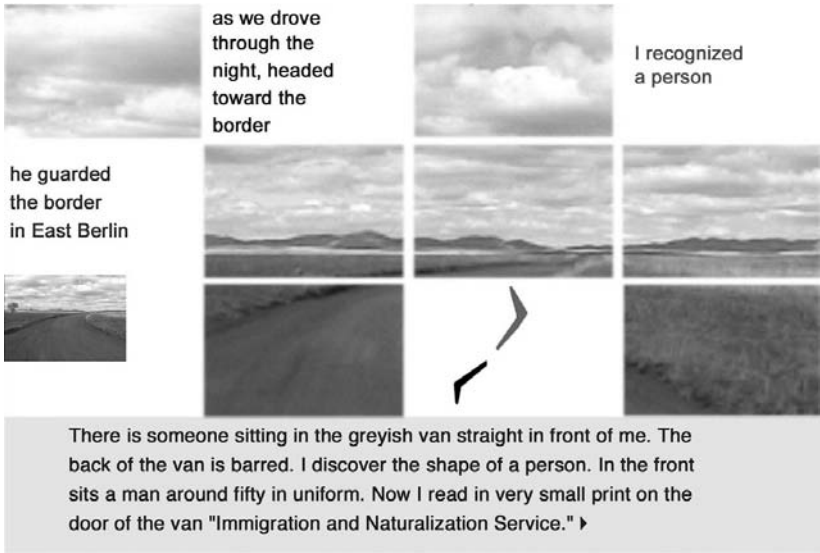 as we drove
through the
night, headed
toward the
border
I recognized
a person
he guarded
the border
in East Berlin
There is someone sitting in the greyish van straight in front of me. The
back of the van is barred. I discover the shape of a person. In the front
sits a man around fifty in uniform. Now I read in very small print on the
door of the van "Immigration and Naturalization Service."